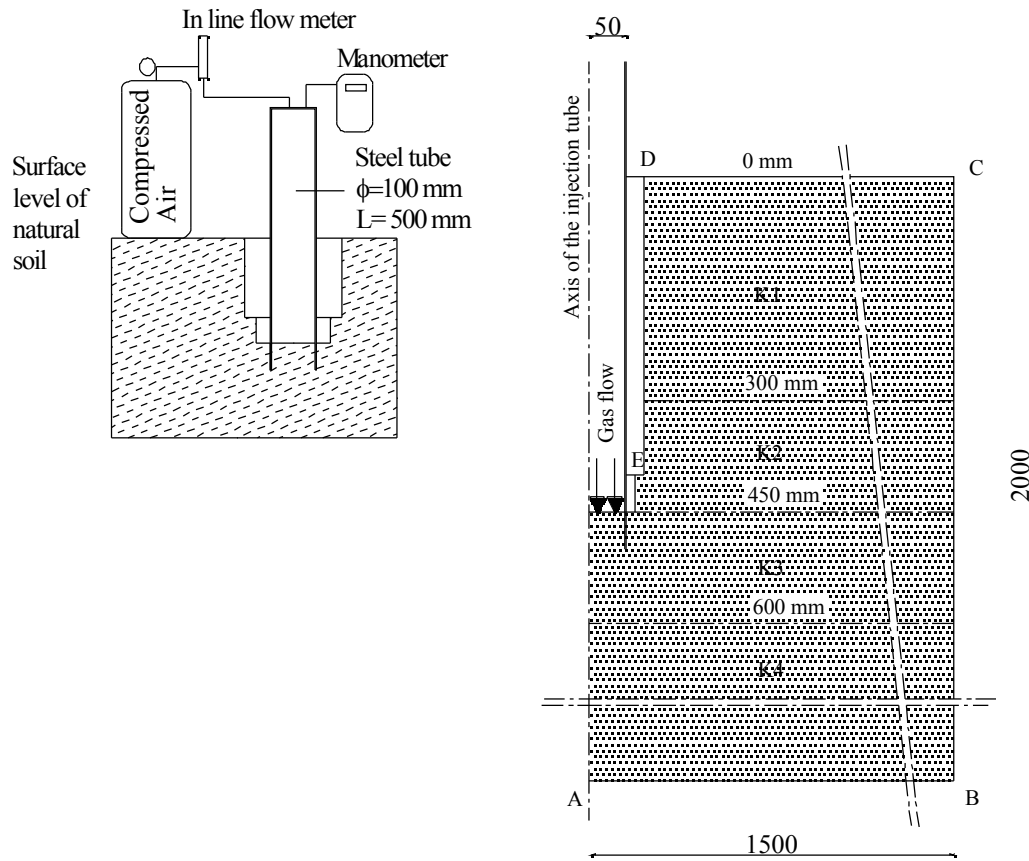 In line flow meter
Manometer
Compressed
Air
Surface
level of
natural
soil
Steel tube
ϕ=100 mm
L= 500 mm
50
Axis of the injection tube
D
0 mm
C
K1
300 mm
Gas flow
K2
E
450 mm
K3
600 mm
K4
2000
A
B
1500